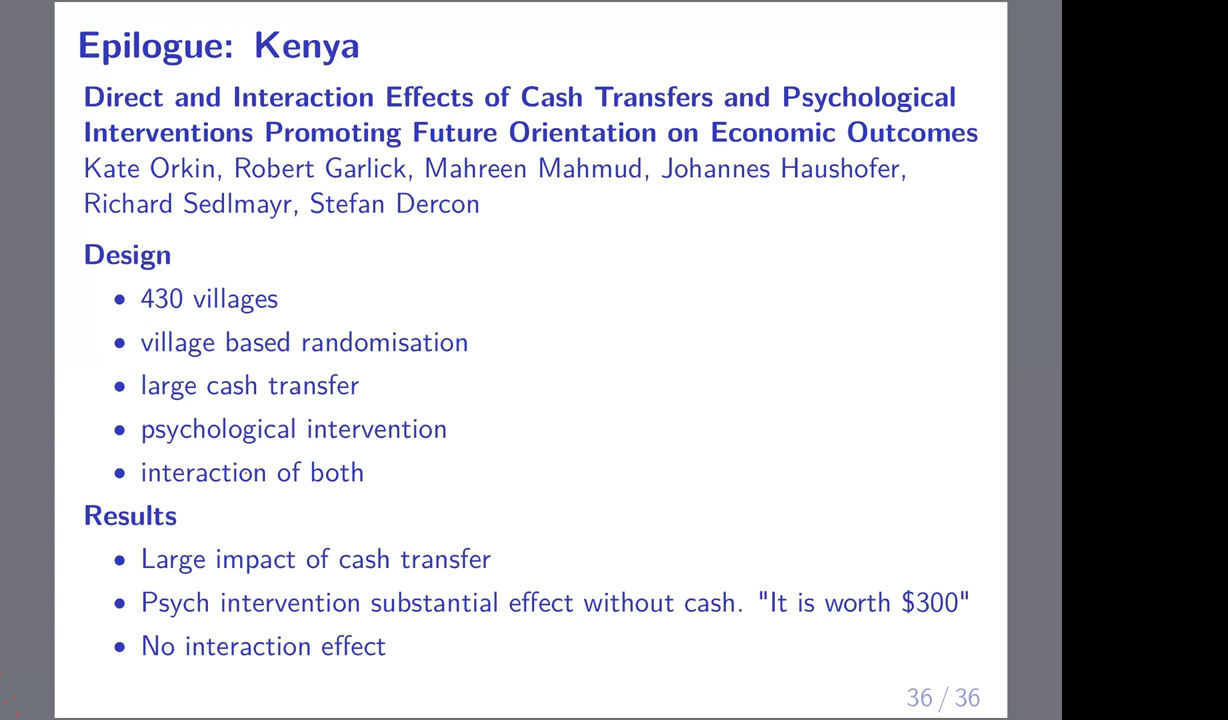 Epilogue: Kenya
Direct and Interaction Effects of Cash Transfers and Psychological
Interventions Promoting Future Orientation on Economic Outcomes
Kate Orkin, Robert Garlick, Mahreen Mahmud, Johannes Haushofer,
Richard Sedlmayr, Stefan Dercon
Design
• 430 villages
• village based randomisation
• large cash transfer
• psychological intervention
• interaction of both
Results
• Large impact of cash transfer
• Psych intervention substantial effect without cash. "It is worth $300"
• No interaction effect
36 / 36